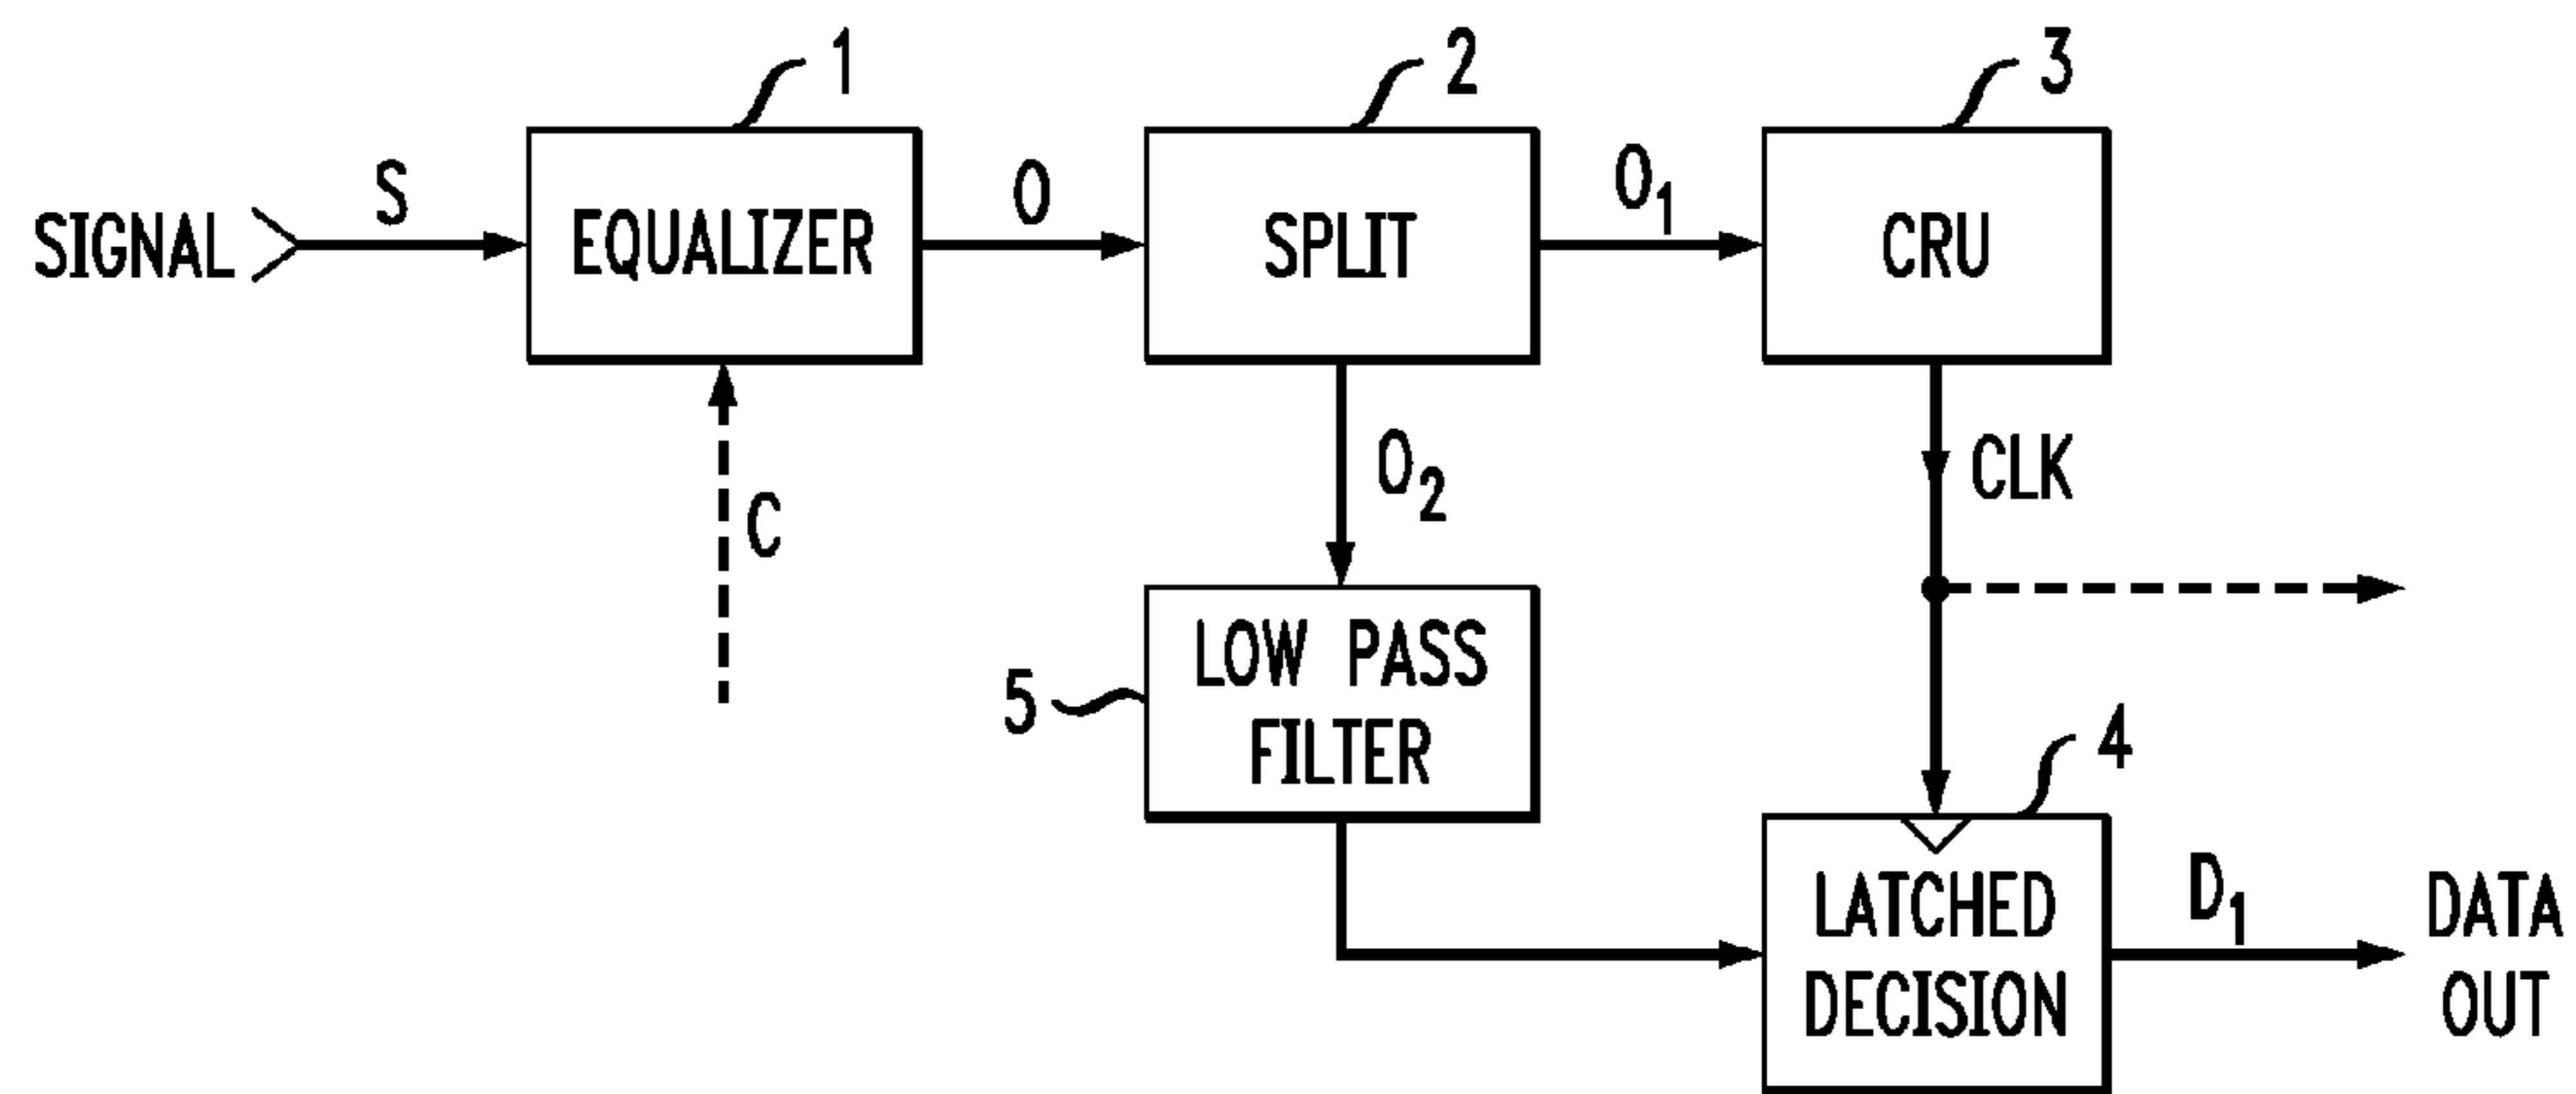 1
2
3
SIGNAL
S
EQUALIZER
O
SPLIT
O1
CRU
C
O2
CLK
5
LOW PASS
FILTER
4
LATCHED
DECISION
D1
DATA
OUT